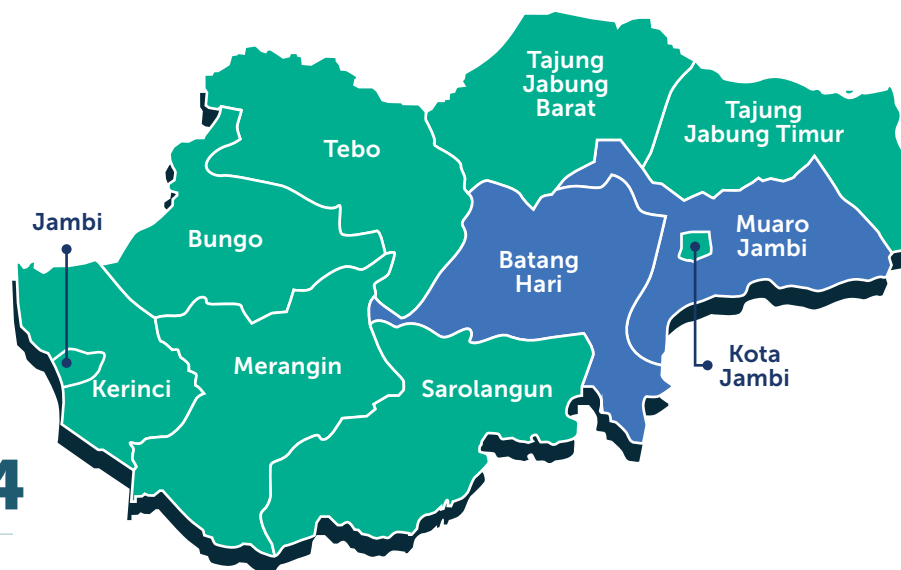 Tajung
Jabung
Barat
Tajung
Jabung Timur
Tebo
Jambi
Bungo
Muaro
Jambi
Batang
Hari
Kota
Jambi
Merangin
Kerinci
Sarolangun
4